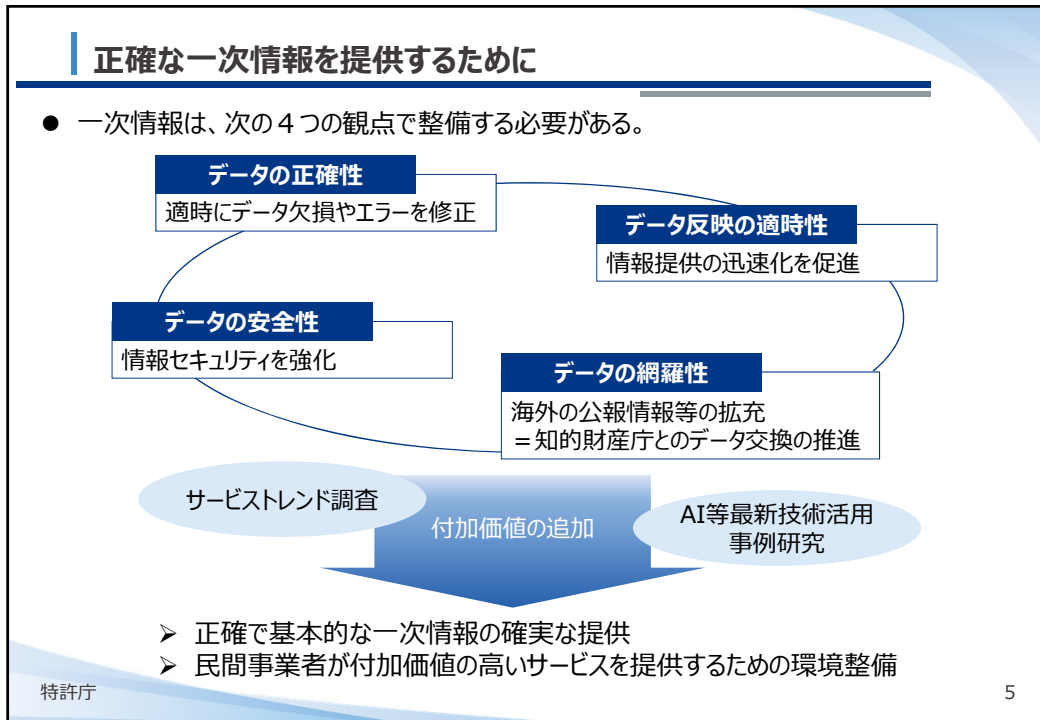 正確な一次情報を提供するために
● 一次情報は、次の４つの観点で整備する必要がある。
データの正確性
適時にデータ欠損やエラーを修正
データ反映の適時性
情報提供の迅速化を促進
データの安全性
情報セキュリティを強化
データの網羅性
海外の公報情報等の拡充
＝知的財産庁とのデータ交換の推進
サービストレンド調査
付加価値の追加
AI等最新技術活用
事例研究
➢ 正確で基本的な一次情報の確実な提供
➢ 民間事業者が付加価値の高いサービスを提供するための環境整備
特許庁
5